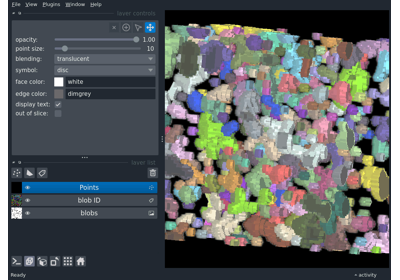 File View Plugins Window Help
layer controls
opacity: 1.00
point size: 10
blending: translucent
symbol: disc
face color: white
edge color: dimgrey
display text:
out of slice:
layer list
Points
blob ID
blobs
Ready
activity